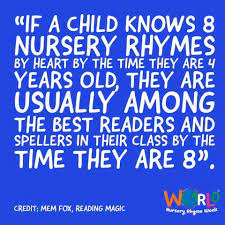 “IF A CHILD KNOWS 8
NURSERY RHYMES
BY HEART BY THE TIME THEY ARE 4
YEARS OLD, THEY ARE
USUALLY AMONG
THE BEST READERS AND
SPELLERS IN THEIR CLASS BY THE
TIME THEY ARE 8”.
WORLD
Nursery Rhyme Week
CREDIT: MEM FOX, READING MAGIC